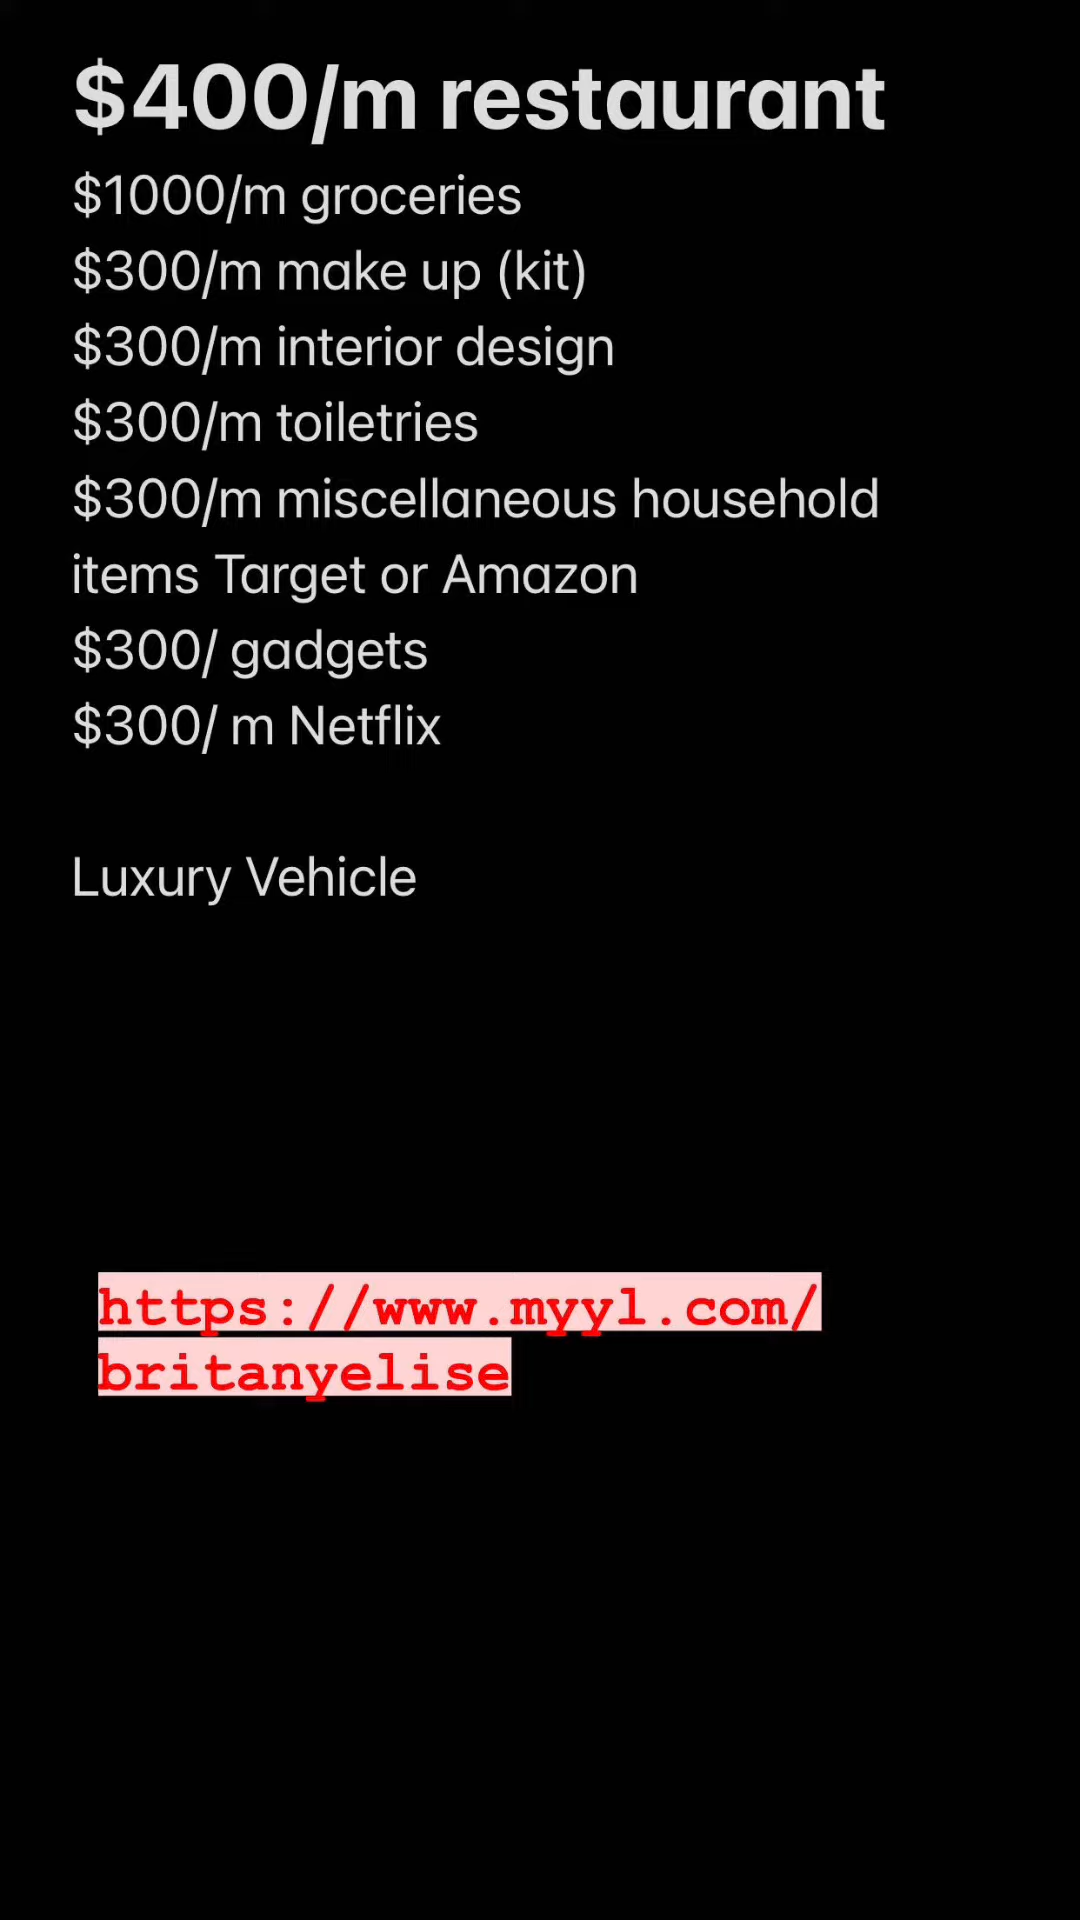 $400/m restaurant
$1000/m groceries
$300/m make up (kit)
$300/m interior design
$300/m toiletries
$300/m miscellaneous household
items Target or Amazon
$300/ gadgets
$300/ m Netflix
Luxury Vehicle
https://www.myyl.com/
britanyelise